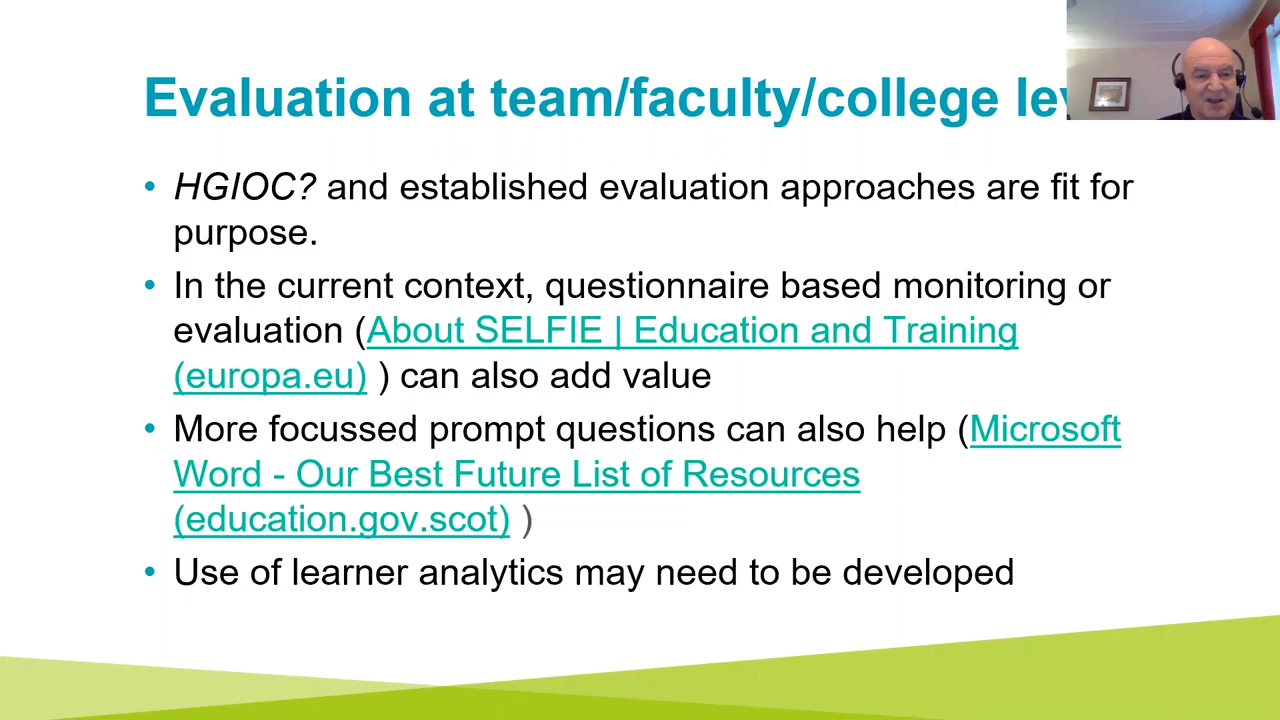 Evaluation at team/faculty/college
• HGIOC? and established evaluation approaches are fit for
purpose.
• In the current context, questionnaire based monitoring or
evaluation (About SELFIE | Education and Training
(europa.eu) ) can also add value
• More focussed prompt questions can also help (Microsoft
Word - Our Best Future List of Resources
(education.gov.scot) )
• Use of learner analytics may need to be developed